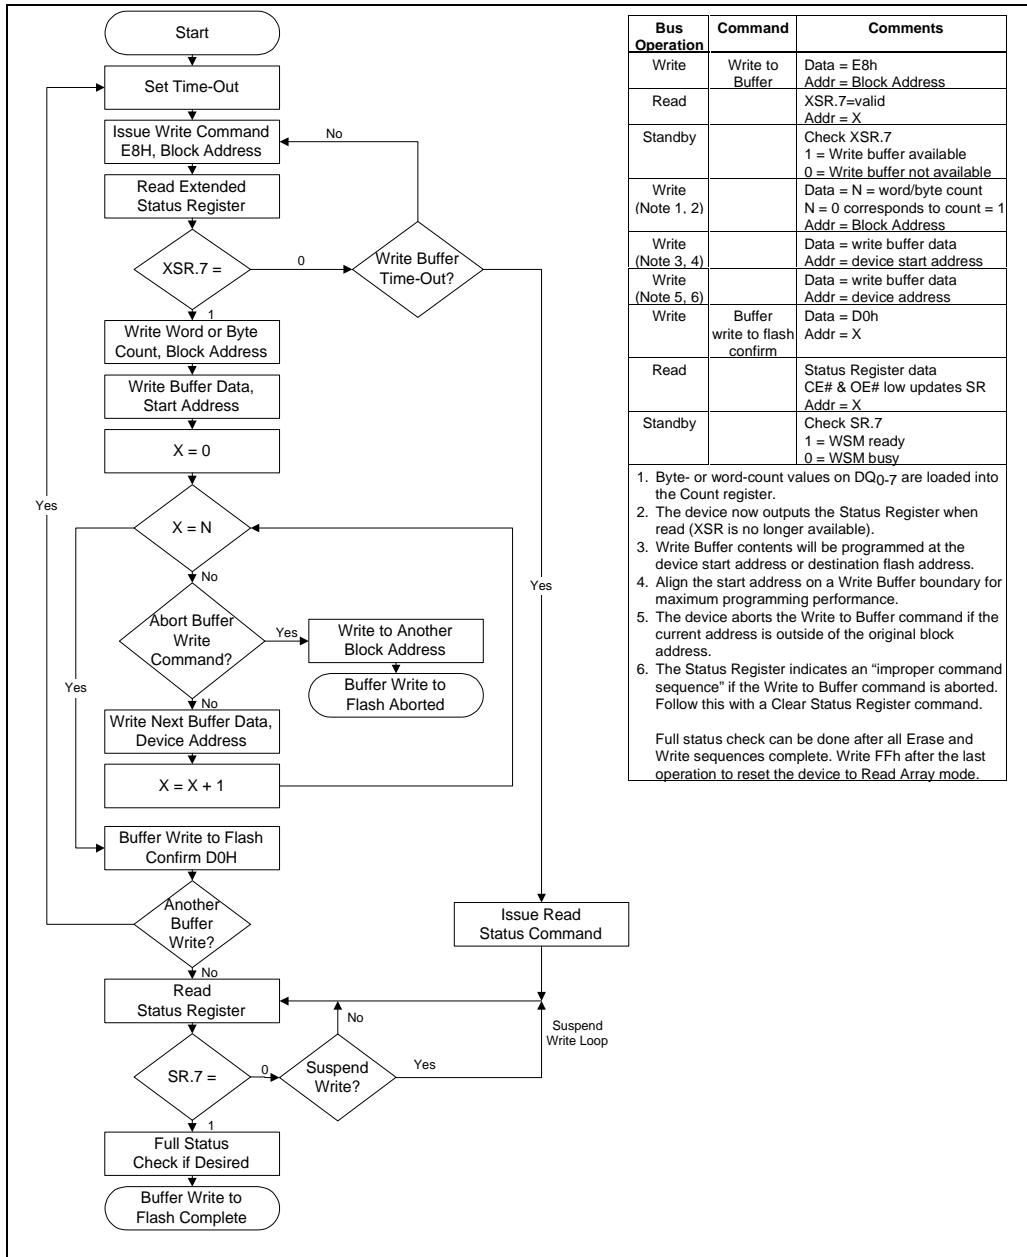 Start
Set Time-Out
Issue Write Command
E8H, Block Address
No
Read Extended
Status Register
XSR.7 =
0
Write Buffer
Time-Out?
1
Write Word or Byte
Count, Block Address
Write Buffer Data,
Start Address
X = 0
Yes
X = N
No
Yes
Abort Buffer
Write
Command?
Yes
Write to Another
Block Address
Buffer Write to
Flash Aborted
Yes
No
Write Next Buffer Data,
Device Address
X = X + 1
Buffer Write to Flash
Confirm D0H
Another
Buffer
Write?
Issue Read
Status Command
No
Read
Status Register
No
Suspend
Write Loop
SR.7 =
0
Suspend
Write?
Yes
1
Full Status
Check if Desired
Buffer Write to
Flash Complete
Bus
Operation
Command
Comments
Write
Write to
Buffer
Data = E8h
Addr = Block Address
Read
XSR.7=valid
Addr = X
Standby
Check XSR.7
1 = Write buffer available
0 = Write buffer not available
Write
(Note 1, 2)
Data = N = word/byte count
N = 0 corresponds to count = 1
Addr = Block Address
Write
(Note 3, 4)
Data = write buffer data
Addr = device start address
Write
(Note 5, 6)
Data = write buffer data
Addr = device address
Write
Buffer
write to flash
confirm
Data = D0h
Addr = X
Read
Status Register data
CE# & OE# low updates SR
Addr = X
Standby
Check SR.7
1 = WSM ready
0 = WSM busy
1. Byte- or word-count values on DQ0-7 are loaded into
the Count register.
2. The device now outputs the Status Register when
read (XSR is no longer available).
3. Write Buffer contents will be programmed at the
device start address or destination flash address.
4. Align the start address on a Write Buffer boundary for
maximum programming performance.
5. The device aborts the Write to Buffer command if the
current address is outside of the original block
address.
6. The Status Register indicates an “improper command
sequence” if the Write to Buffer command is aborted.
Follow this with a Clear Status Register command.
Full status check can be done after all Erase and
Write sequences complete. Write FFh after the last
operation to reset the device to Read Array mode.